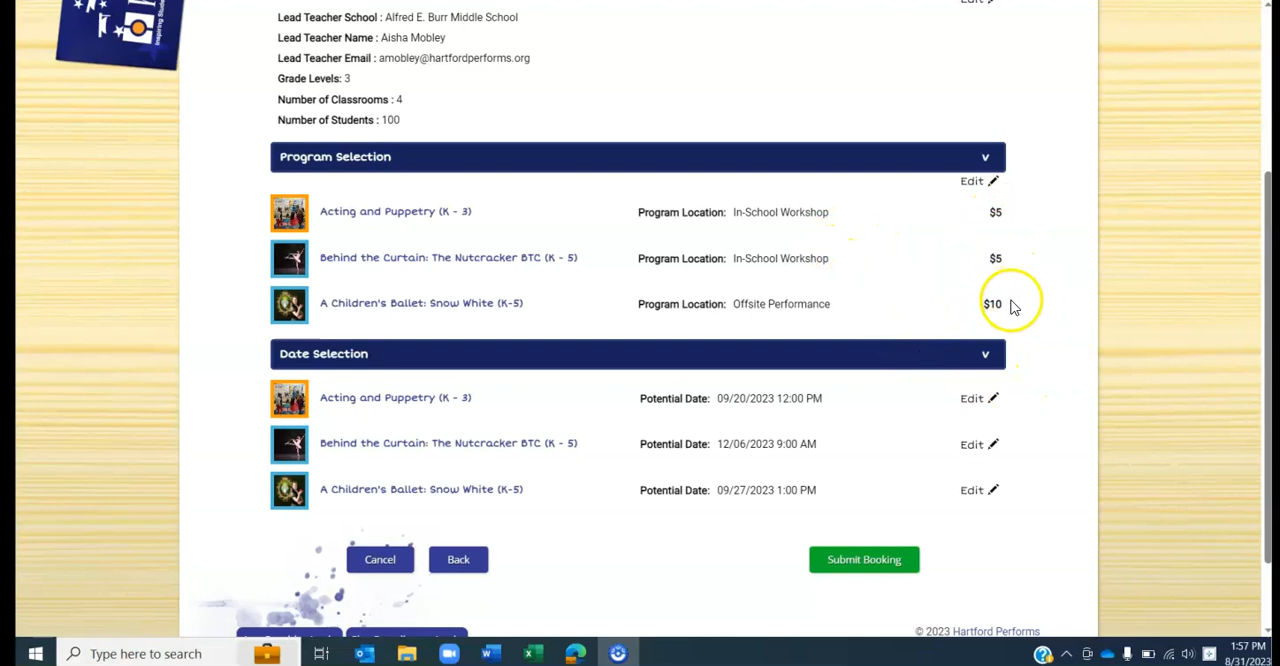 Inspiring Stude
Edit
Lead Teacher School : Alfred E. Burr Middle School
Lead Teacher Name : Aisha Mobley
Lead Teacher Email : amobley@hartfordperforms.org
Grade Levels: 3
Number of Classrooms : 4
Number of Students : 100
Program Selection v
Edit
Acting and Puppetry (K - 3) Program Location: In-School Workshop $5
Behind the Curtain: The Nutcracker BTC (K - 5) Program Location: In-School Workshop $5
A Children's Ballet: Snow White (K-5) Program Location: Offsite Performance $10
Date Selection v
Acting and Puppetry (K - 3) Potential Date: 09/20/2023 12:00 PM Edit
Behind the Curtain: The Nutcracker BTC (K - 5) Potential Date: 12/06/2023 9:00 AM Edit
A Children's Ballet: Snow White (K-5) Potential Date: 09/27/2023 1:00 PM Edit
Cancel Back Submit Booking
© 2023 Hartford Performs
Type here to search
1:57 PM
8/31/2023